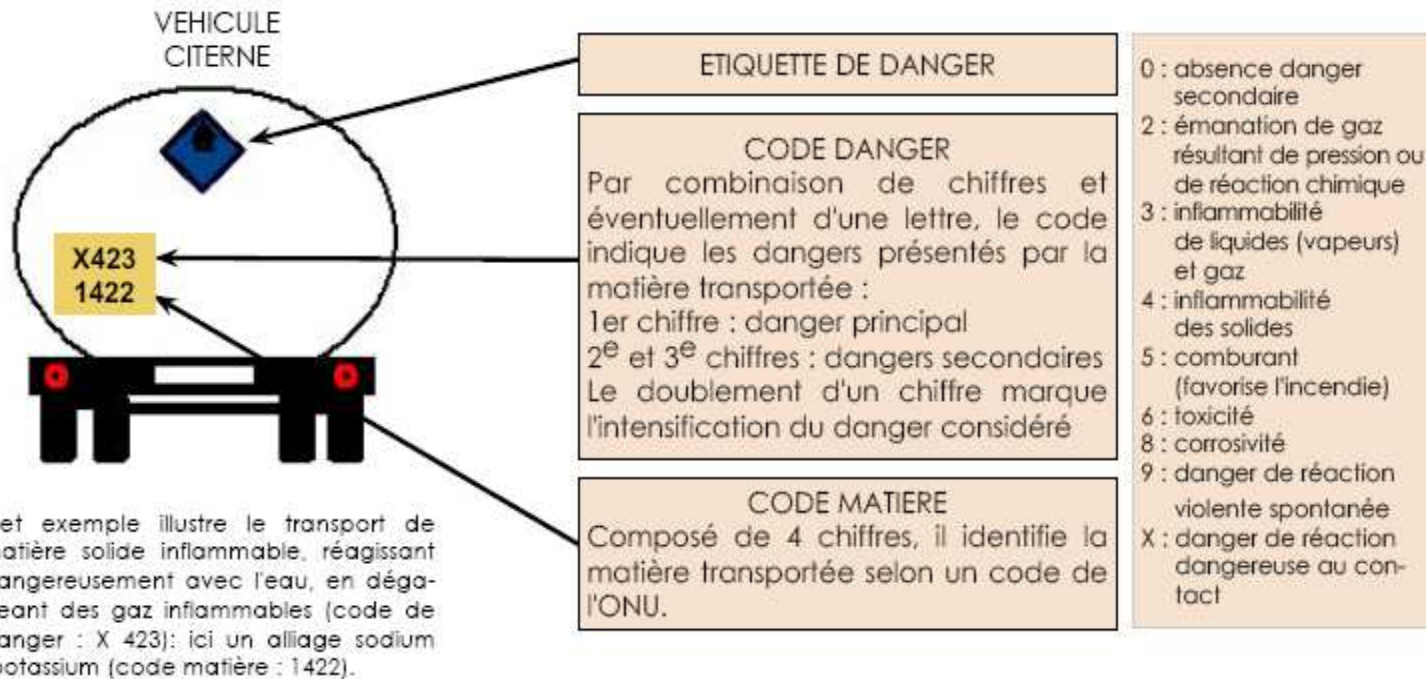 VEHICULE
CITERNE
X423
1422
et exemple illustre le transport de
matière solide inflammable, réagissant
angereusement avec l'eau, en déga-
eant des gaz inflammables (code de
anger : X 423): ici un alliage sodium
potassium (code matière : 1422).
ETIQUETTE DE DANGER
CODE DANGER
Par combinaison de chiffres et
éventuellement d'une lettre, le code
indique les dangers présentés par la
matière transportée :
1er chiffre : danger principal
2e et 3e chiffres : dangers secondaires
Le doublement d'un chiffre marque
l'intensification du danger considéré
CODE MATIERE
Composé de 4 chiffres, il identifie la
matière transportée selon un code de
l'ONU.
0 : absence danger
secondaire
2 : émanation de gaz
résultant de pression ou
de réaction chimique
3 : inflammabilité
de liquides (vapeurs)
et gaz
4 : inflammabilité
des solides
5 : comburant
(favorise l'incendie)
6 : toxicité
8 : corrosivité
9 : danger de réaction
violente spontanée
X : danger de réaction
dangereuse au con-
tact